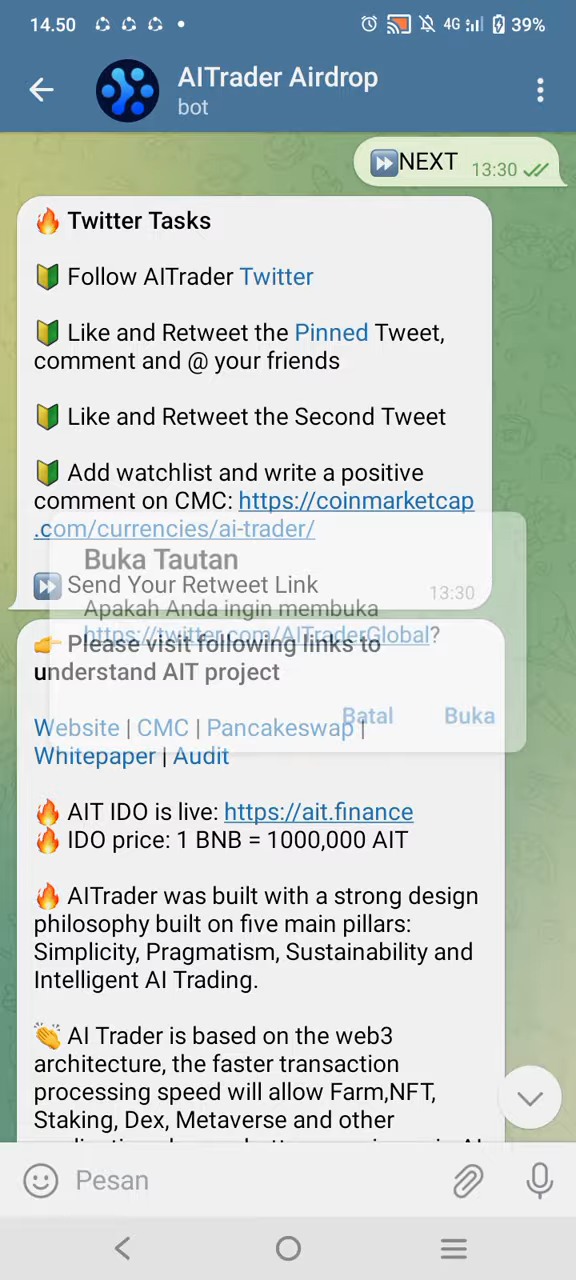 14.50
4G
39%
AITrader Airdrop
bot
⏩NEXT 13:30
🔥 Twitter Tasks
🔰 Follow AITrader Twitter
🔰 Like and Retweet the Pinned Tweet,
comment and @ your friends
🔰 Like and Retweet the Second Tweet
🔰 Add watchlist and write a positive
comment on CMC: https://coinmarketcap
.com/currencies/ai-trader/
⏩ Send Your Retweet Link 13:30
Buka Tautan
Apakah Anda ingin membuka
https://twitter.com/AITraderGlobal?
Batal Buka
👉 Please visit following links to
understand AIT project
Website | CMC | Pancakeswap |
Whitepaper | Audit
🔥 AIT IDO is live: https://ait.finance
🔥 IDO price: 1 BNB = 1000,000 AIT
🔥 AITrader was built with a strong design
philosophy built on five main pillars:
Simplicity, Pragmatism, Sustainability and
Intelligent AI Trading.
👏 AI Trader is based on the web3
architecture, the faster transaction
processing speed will allow Farm,NFT,
Staking, Dex, Metaverse and other
Pesan